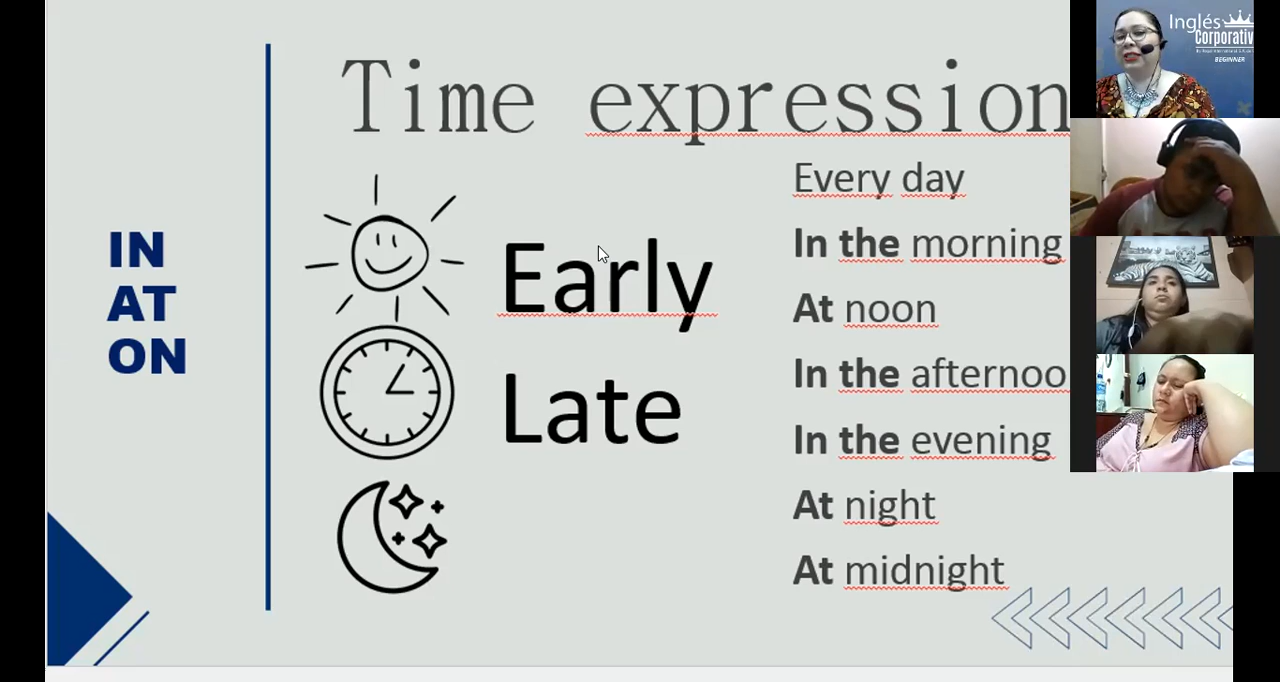 Time expression
IN
AT
ON
Early
Late
Every day
In the morning
At noon
In the afternoo
In the evening
At night
At midnight
Inglés
Corporativ
BEGINNER